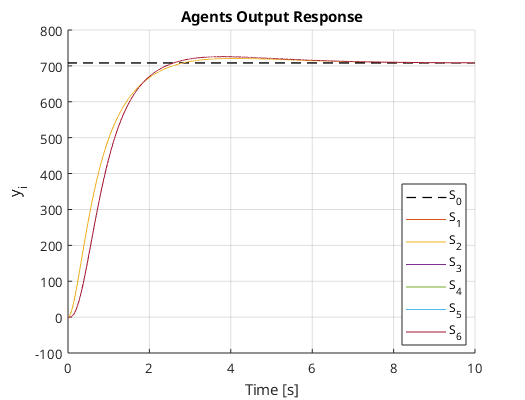 Agents Output Response
800
700
600
500
400
300
200
100
0
-100
y_i
0 2 4 6 8 10
Time [s]
S_0
S_1
S_2
S_3
S_4
S_5
S_6